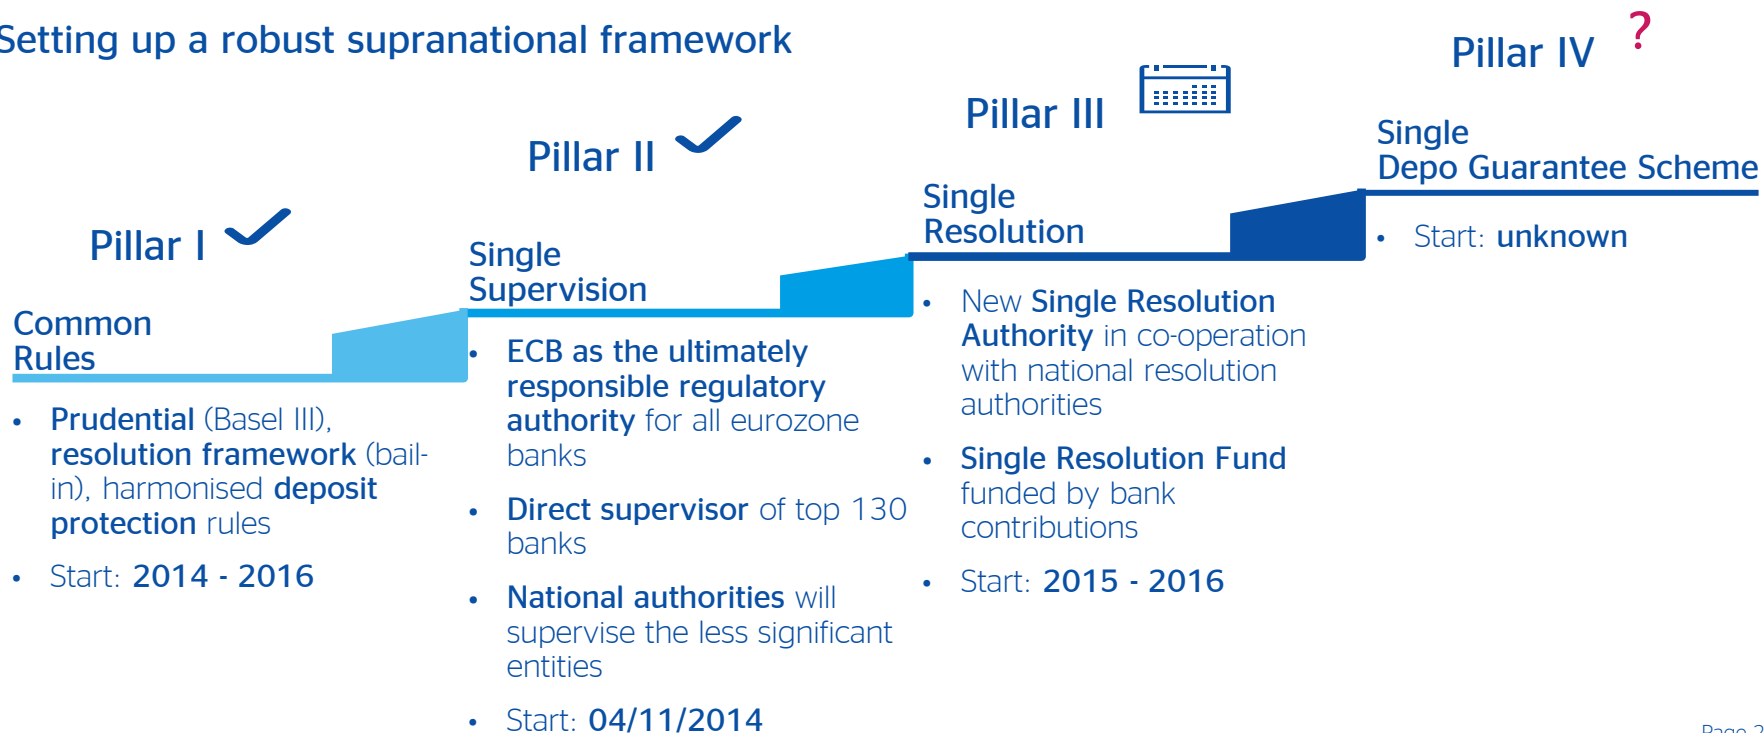 Setting up a robust supranational framework
Pillar I
Common
Rules
• Prudential (Basel III),
resolution framework (bail-
in), harmonised deposit
protection rules
• Start: 2014 - 2016
Pillar II
Single
Supervision
• ECB as the ultimately
responsible regulatory
authority for all eurozone
banks
• Direct supervisor of top 130
banks
• National authorities will
supervise the less significant
entities
• Start: 04/11/2014
Pillar III
Single
Resolution
• New Single Resolution
Authority in co-operation
with national resolution
authorities
• Single Resolution Fund
funded by bank
contributions
• Start: 2015 - 2016
Pillar IV ?
Single
Depo Guarantee Scheme
• Start: unknown
Page 2